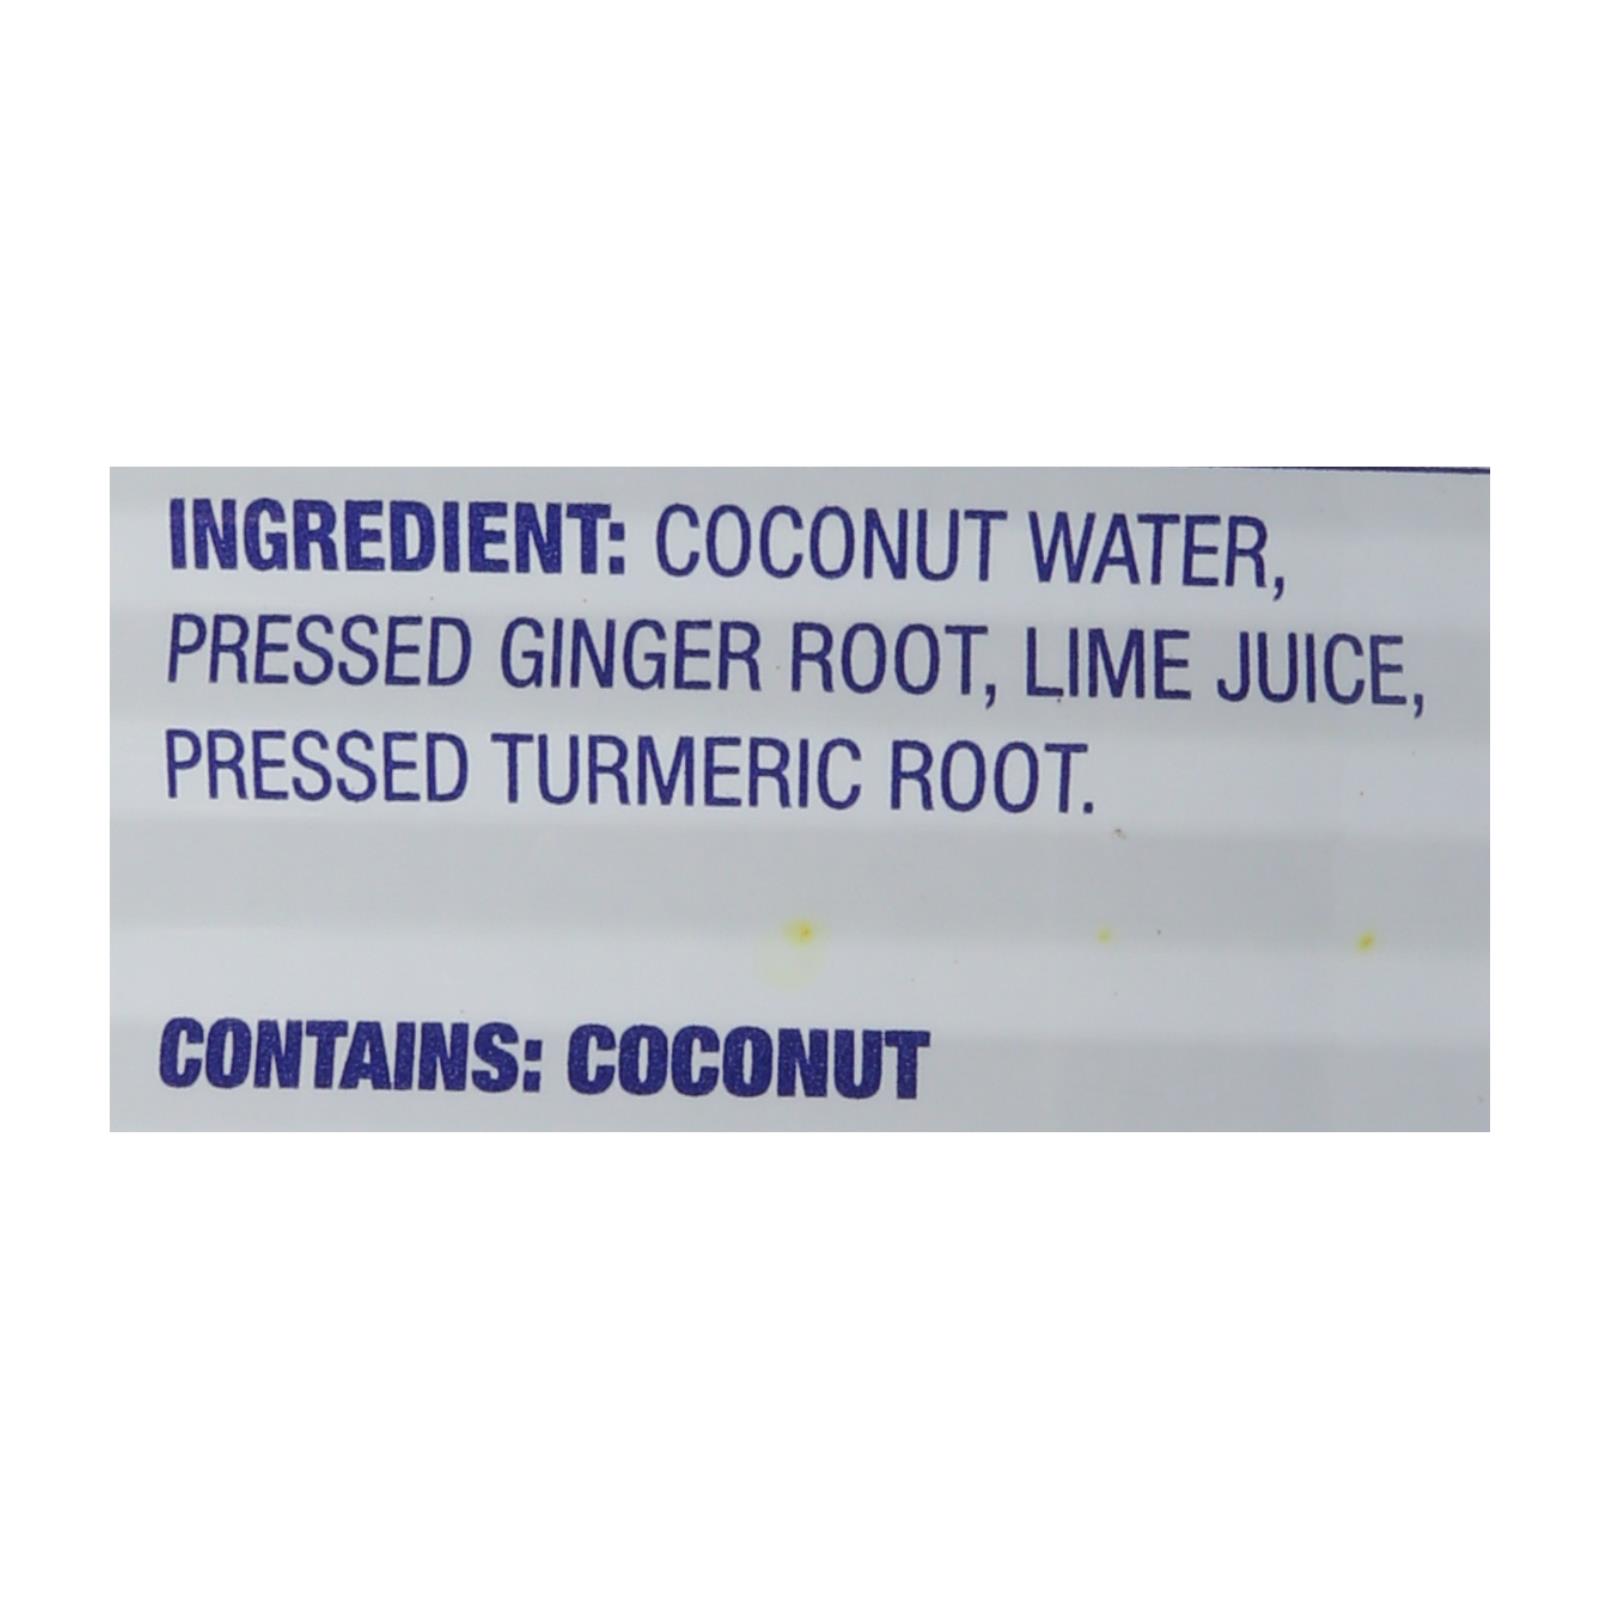 INGREDIENT: COCONUT WATER,
PRESSED GINGER ROOT, LIME JUICE,
PRESSED TURMERIC ROOT.
CONTAINS: COCONUT